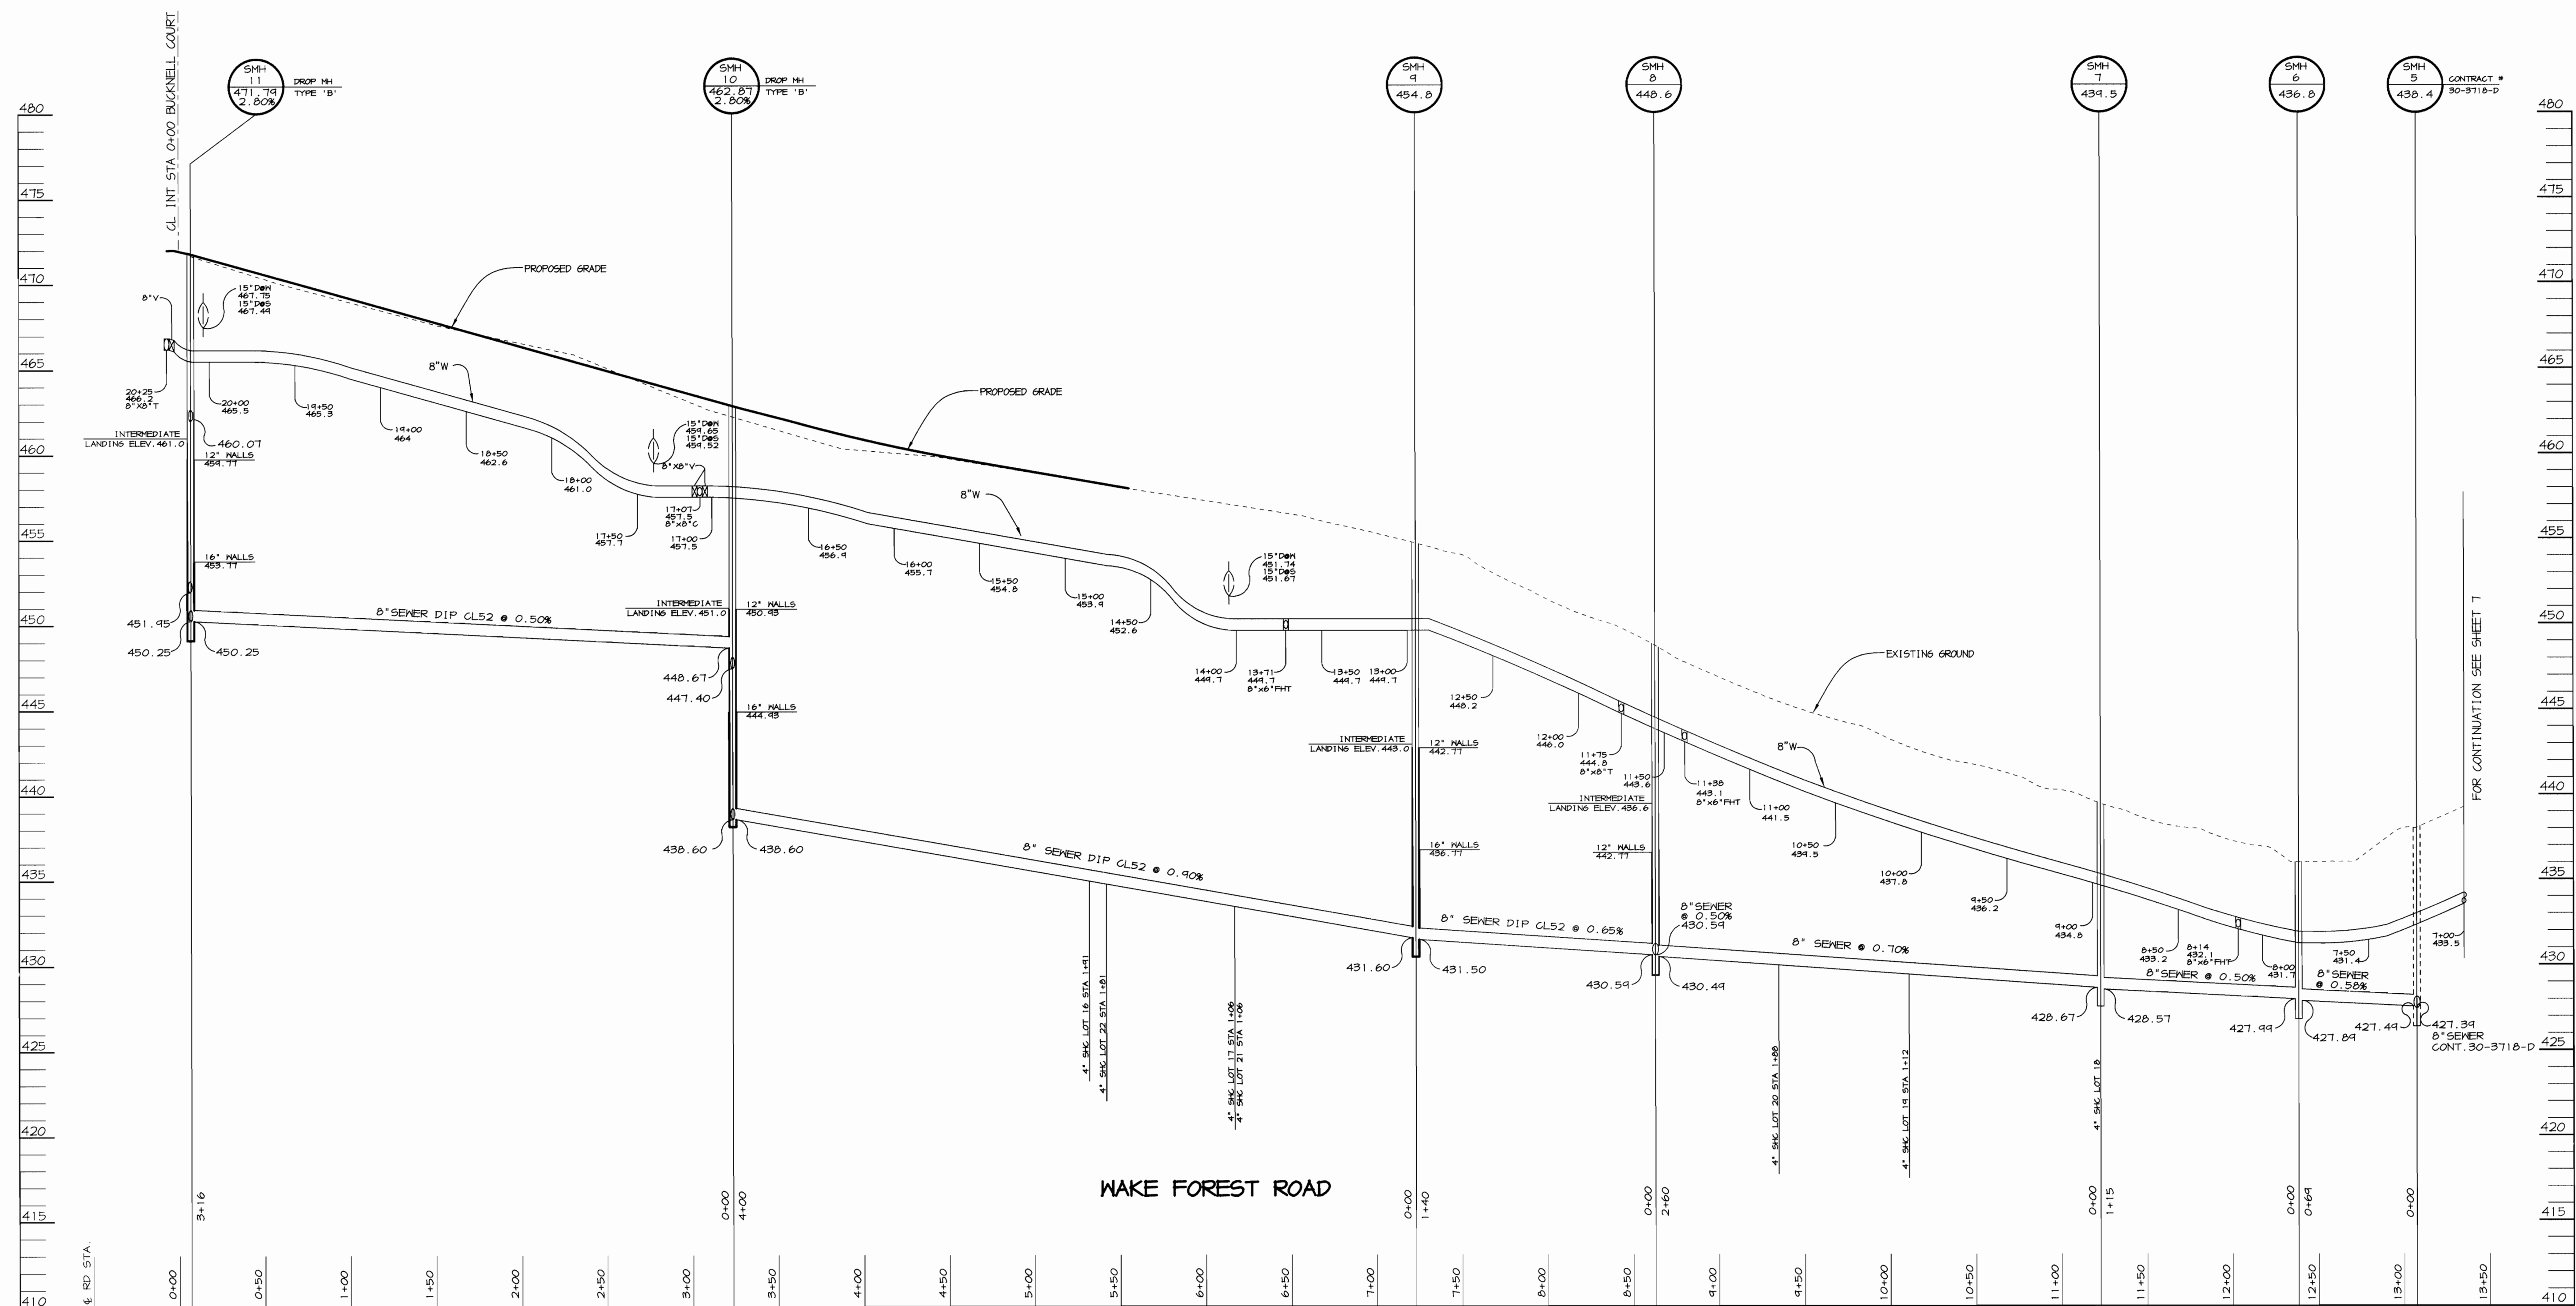 CL INT STA 0+00 BUCKNELL COURT
SMH
11
471.79
2.80%
DROP MH
TYPE 'B'
SMH
10
462.87
2.80%
DROP MH
TYPE 'B'
SMH
9
454.8
SMH
8
448.6
SMH
7
439.5
SMH
6
436.8
SMH
5
438.4
CONTRACT #
30-3718-D
480
475
470
465
460
455
450
445
440
435
430
425
420
415
410
480
475
470
465
460
455
450
445
440
435
430
425
420
415
410
PROPOSED GRADE
PROPOSED GRADE
EXISTING GROUND
8"V
15"D@W
467.75
15"D@S
467.49
8"W
20+25
466.2
8"X8"T
20+00
465.5
19+50
465.3
19+00
464
18+50
462.6
18+00
461.0
INTERMEDIATE
LANDING ELEV.461.0
460.07
12" WALLS
459.77
16" WALLS
453.77
451.95
450.25
450.25
8"SEWER DIP CL52 @ 0.50%
15"D@W
459.65
15"D@S
459.52
8"X8"V
17+50
457.7
17+07
457.5
8"x8"C
17+00
457.5
16+50
456.9
16+00
455.7
8"W
15+50
454.8
15+00
453.9
14+50
452.6
INTERMEDIATE
LANDING ELEV.451.0
12" WALLS
450.93
448.67
447.40
16" WALLS
444.93
438.60
438.60
8" SEWER DIP CL52 @ 0.90%
15"D@W
451.74
15"D@S
451.67
14+00
449.7
13+71
449.7
8"x6"FHT
13+50
449.7
13+00
449.7
12+50
448.2
12+00
446.0
11+75
444.8
8"x8"T
11+50
443.6
11+38
443.1
8"x6"FHT
11+00
441.5
8"W
10+50
439.5
10+00
437.8
9+50
436.2
9+00
434.8
8+50
433.2
8+14
432.1
8"x6"FHT
8+00
431.7
7+50
431.4
7+00
433.5
INTERMEDIATE
LANDING ELEV.443.0
12" WALLS
442.77
16" WALLS
436.77
INTERMEDIATE
LANDING ELEV.436.6
12" WALLS
442.77
8" SEWER DIP CL52 @ 0.65%
431.60
431.50
8"SEWER
@ 0.50%
430.59
430.59
430.49
8" SEWER @ 0.70%
428.67
428.57
8"SEWER @ 0.50%
427.99
427.89
8"SEWER
@ 0.58%
427.49
427.39
8"SEWER
CONT.30-3718-D
FOR CONTINUATION SEE SHEET 7
4" SHC LOT 16 STA 1+91
4" SHC LOT 22 STA 1+81
4" SHC LOT 17 STA 1+06
4" SHC LOT 21 STA 1+06
4" SHC LOT 20 STA 1+88
4" SHC LOT 19 STA 1+12
4" SHC LOT 18
WAKE FOREST ROAD
3+16
0+00
4+00
0+00
1+40
0+00
2+60
0+00
1+15
0+00
0+69
0+00
℄ RD STA.
0+00
0+50
1+00
1+50
2+00
2+50
3+00
3+50
4+00
4+50
5+00
5+50
6+00
6+50
7+00
7+50
8+00
8+50
9+00
9+50
10+00
10+50
11+00
11+50
12+00
12+50
13+00
13+50